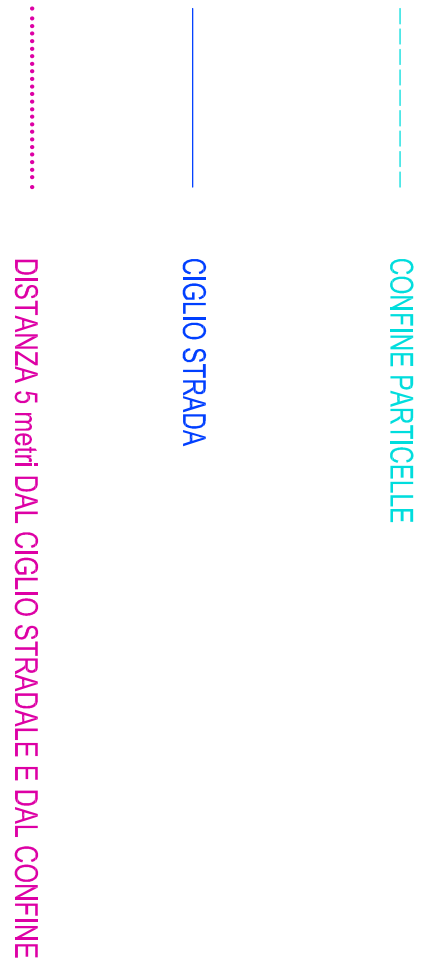 CONFINE PARTICELLE
CIGLIO STRADA
DISTANZA 5 metri DAL CIGLIO STRADALE E DAL CONFINE